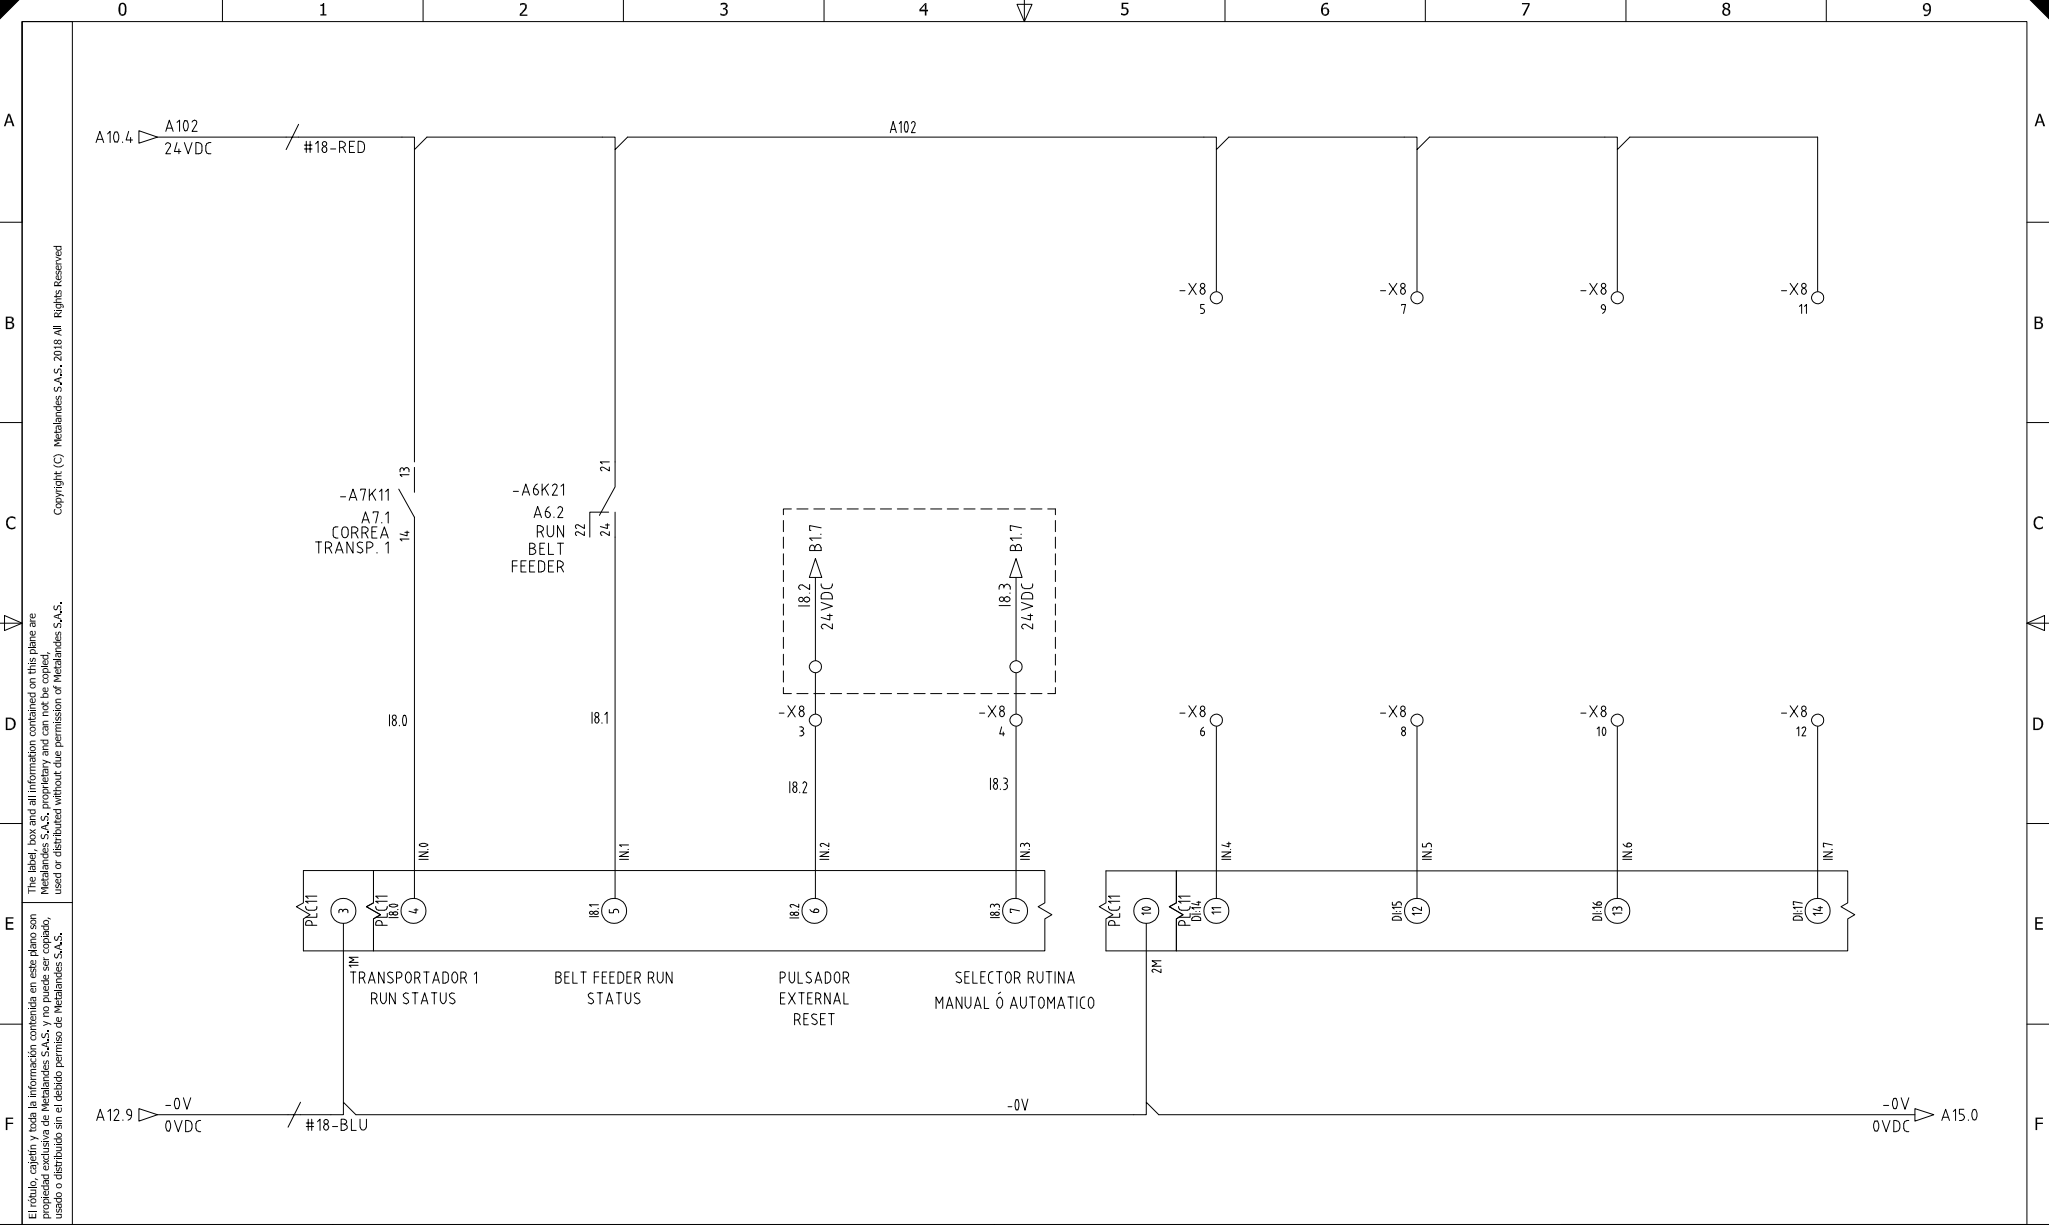 0 1 2 3 4 5 6 7 8 9
A A
A10.4
A102
24VDC
#18-RED
A102
B B
-X8
5
-X8
7
-X8
9
-X8
11
C C
13
-A7K11
A7.1
CORREA
TRANSP. 1
14
21
-A6K21
A6.2
RUN
BELT
FEEDER
22
24
B1.7
I8.2
24VDC
B1.7
I8.3
24VDC
D D
I8.0
I8.1
-X8
3
-X8
4
-X8
6
-X8
8
-X8
10
-X8
12
I8.2
I8.3
IN.0
IN.1
IN.2
IN.3
IN.4
IN.5
IN.6
IN.7
E E
PLC11
3
PLC11
I8.0
4
I8.1
5
I8.2
6
I8.3
7
PLC11
10
PLC11
DI:14
11
DI:15
12
DI:16
13
DI:17
14
1M
2M
TRANSPORTADOR 1
RUN STATUS
BELT FEEDER RUN
STATUS
PULSADOR
EXTERNAL
RESET
SELECTOR RUTINA
MANUAL Ó AUTOMATICO
F F
A12.9
-0V
0VDC
#18-BLU
-0V
-0V
0VDC
A15.0
Copyright (C) Metalandes S.A.S. 2018 All Rights Reserved
The label, box and all information contained on this plane are
Metalandes S.A.S. proprietary and can not be copied,
used or distributed without due permission of Metalandes S.A.S.
El rótulo, cajetín y toda la información contenida en este plano son
propiedad exclusiva de Metalandes S.A.S. y no puede ser copiado,
usado o distribuido sin el debido permiso de Metalandes S.A.S.